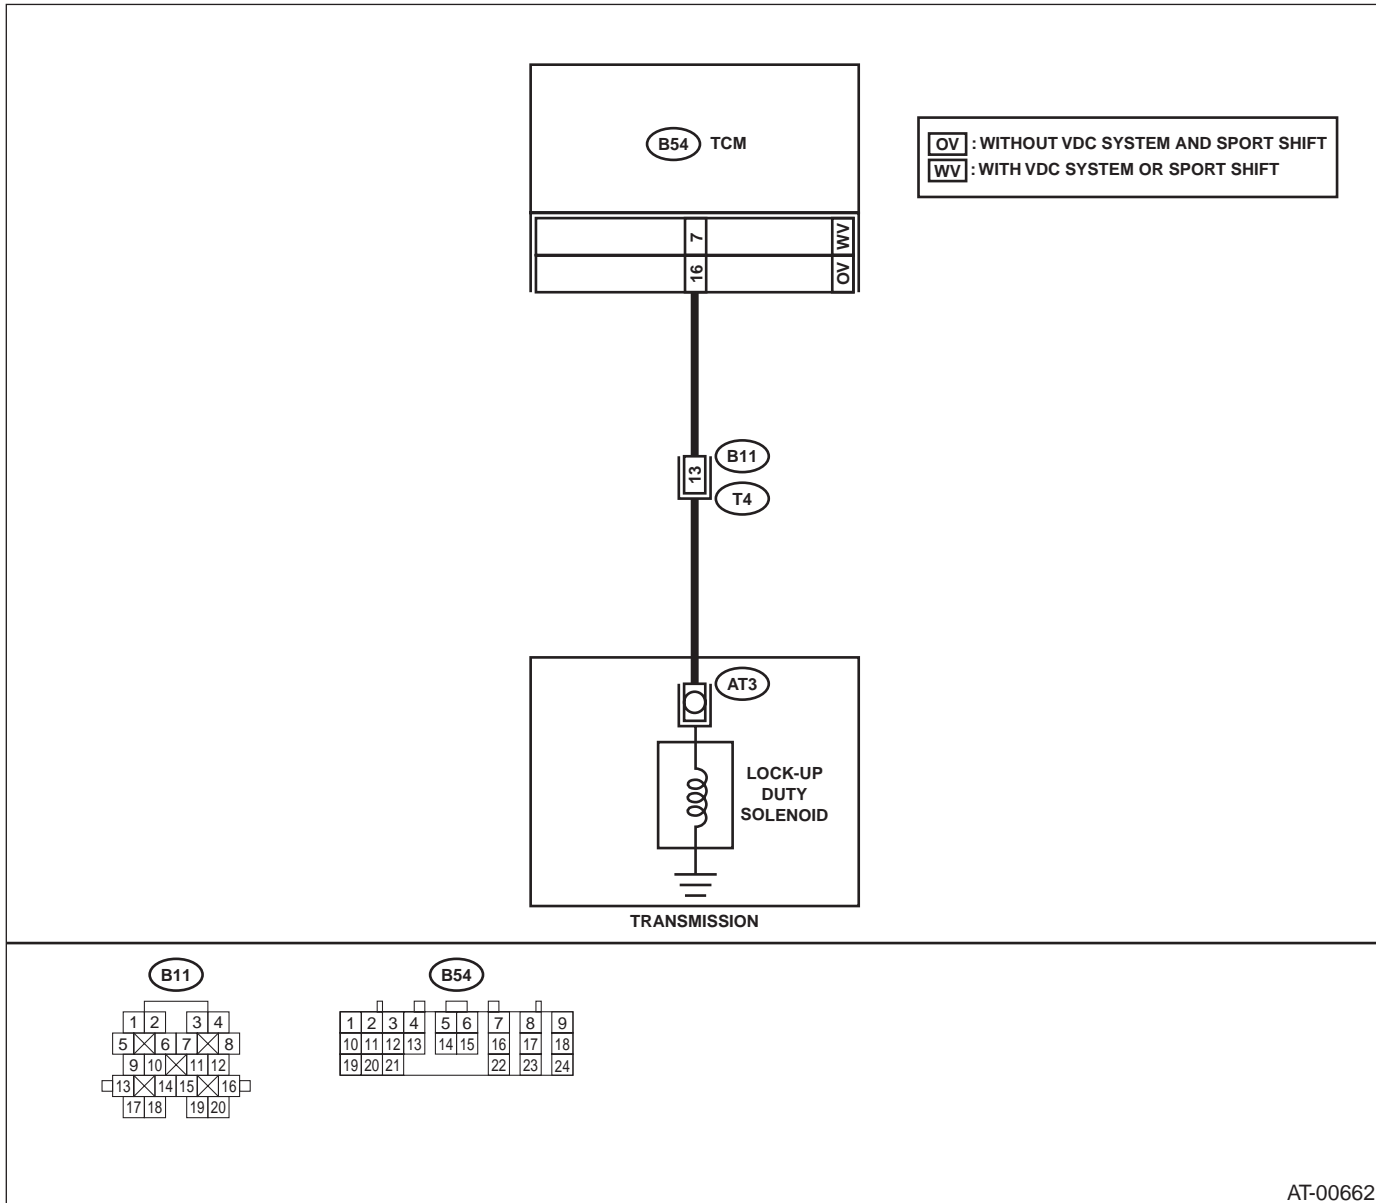 B54 TCM
OV : WITHOUT VDC SYSTEM AND SPORT SHIFT
WV : WITH VDC SYSTEM OR SPORT SHIFT
7 WV
16 OV
B11
13
T4
AT3
LOCK-UP
DUTY
SOLENOID
TRANSMISSION
B11
1 2 3 4
5 6 7 8
9 10 11 12
13 14 15 16
17 18 19 20
B54
1 2 3 4 5 6 7 8 9
10 11 12 13 14 15 16 17 18
19 20 21 22 23 24
AT-00662